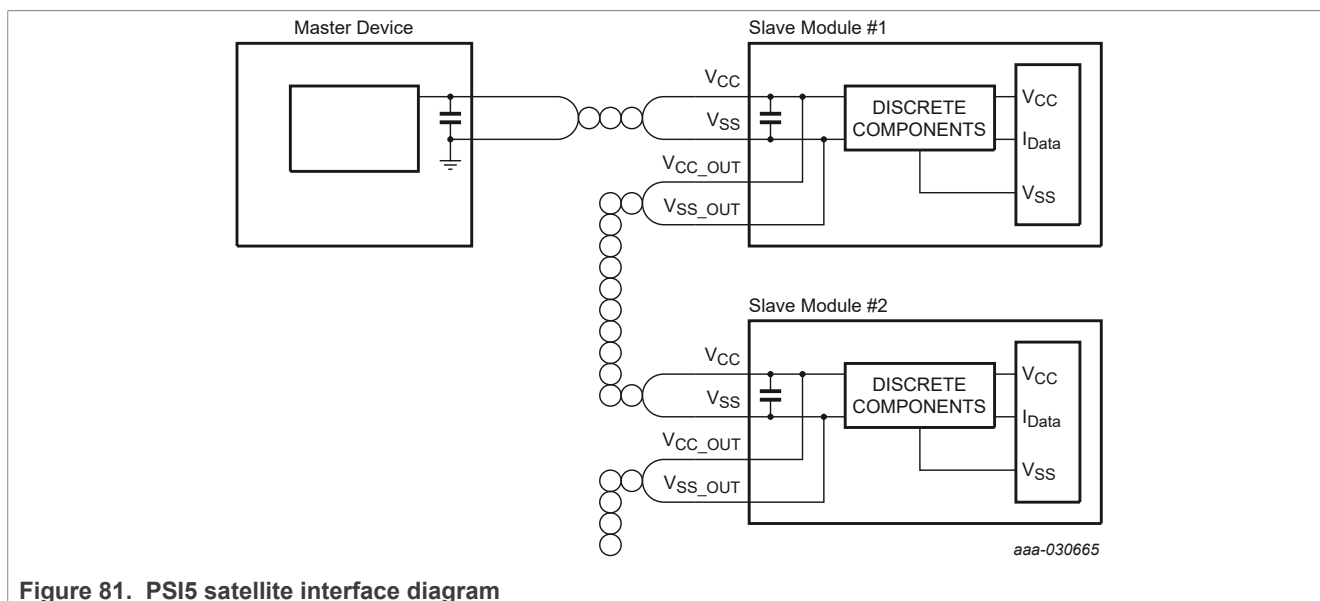 Master Device
Slave Module #1
VCC
VSS
VCC_OUT
VSS_OUT
DISCRETE
COMPONENTS
VCC
IData
VSS
Slave Module #2
VCC
VSS
VCC_OUT
VSS_OUT
DISCRETE
COMPONENTS
VCC
IData
VSS
aaa-030665
Figure 81. PSI5 satellite interface diagram